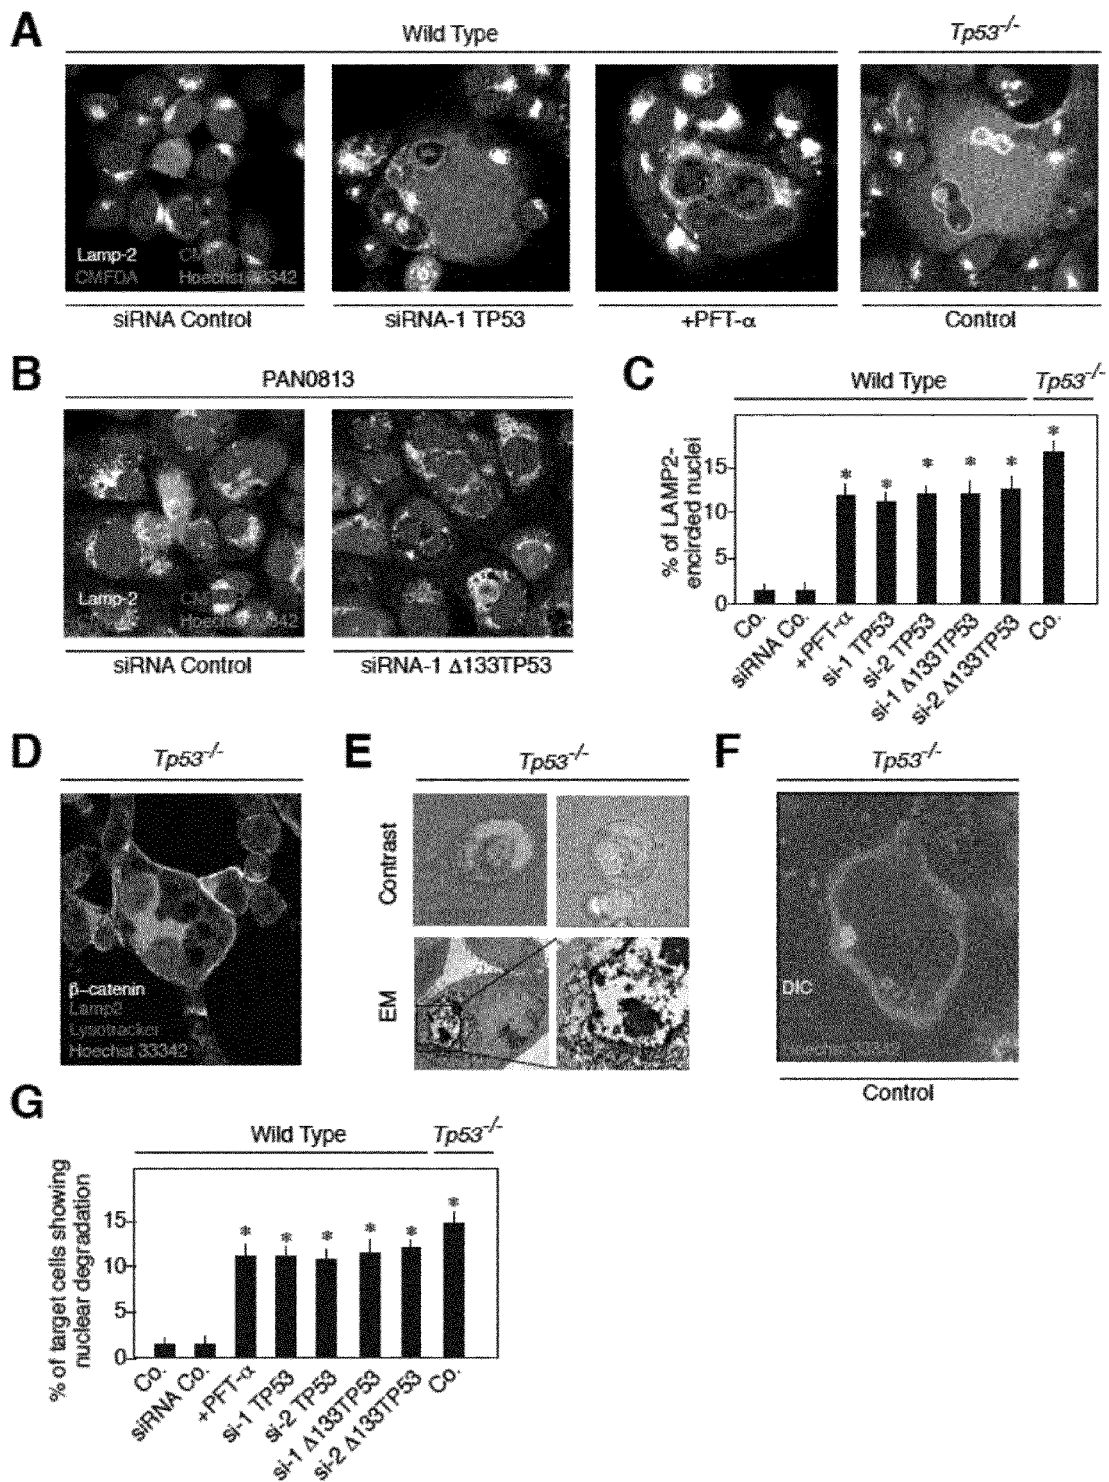 A
Wild Type
Tp53-/-
Lamp-2
CMFDA
Hoechst 33342
siRNA Control
siRNA-1 TP53
+PFT-α
Control
B
PAN0813
Lamp-2
Hoechst 33342
siRNA Control
siRNA-1 Δ133TP53
C
Wild Type
Tp53-/-
% of LAMP2-
encircled nuclei
15
10
5
0
*
*
*
*
*
*
Co.
siRNA Co.
+PFT-α
si-1 TP53
si-2 TP53
si-1 Δ133TP53
si-2 Δ133TP53
Co.
D
Tp53-/-
β-catenin
Lamp2
Lysotracker
Hoechst 33342
E
Tp53-/-
Contrast
EM
F
Tp53-/-
DIC
Control
G
Wild Type
Tp53-/-
% of target cells showing
nuclear degradation
15
10
5
0
*
*
*
*
*
*
Co.
siRNA Co.
+PFT-α
si-1 TP53
si-2 TP53
si-1 Δ133TP53
si-2 Δ133TP53
Co.